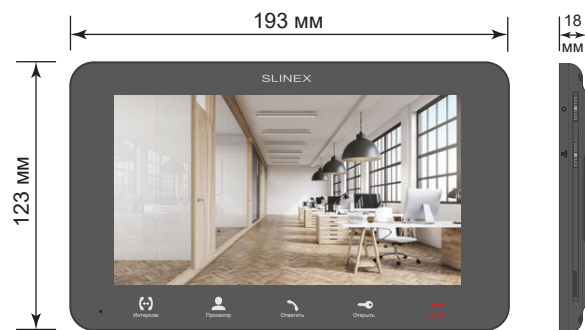 193 мм
18
мм
123 мм
SLINEX
Интерком
Просмотр
Ответить
Открыть